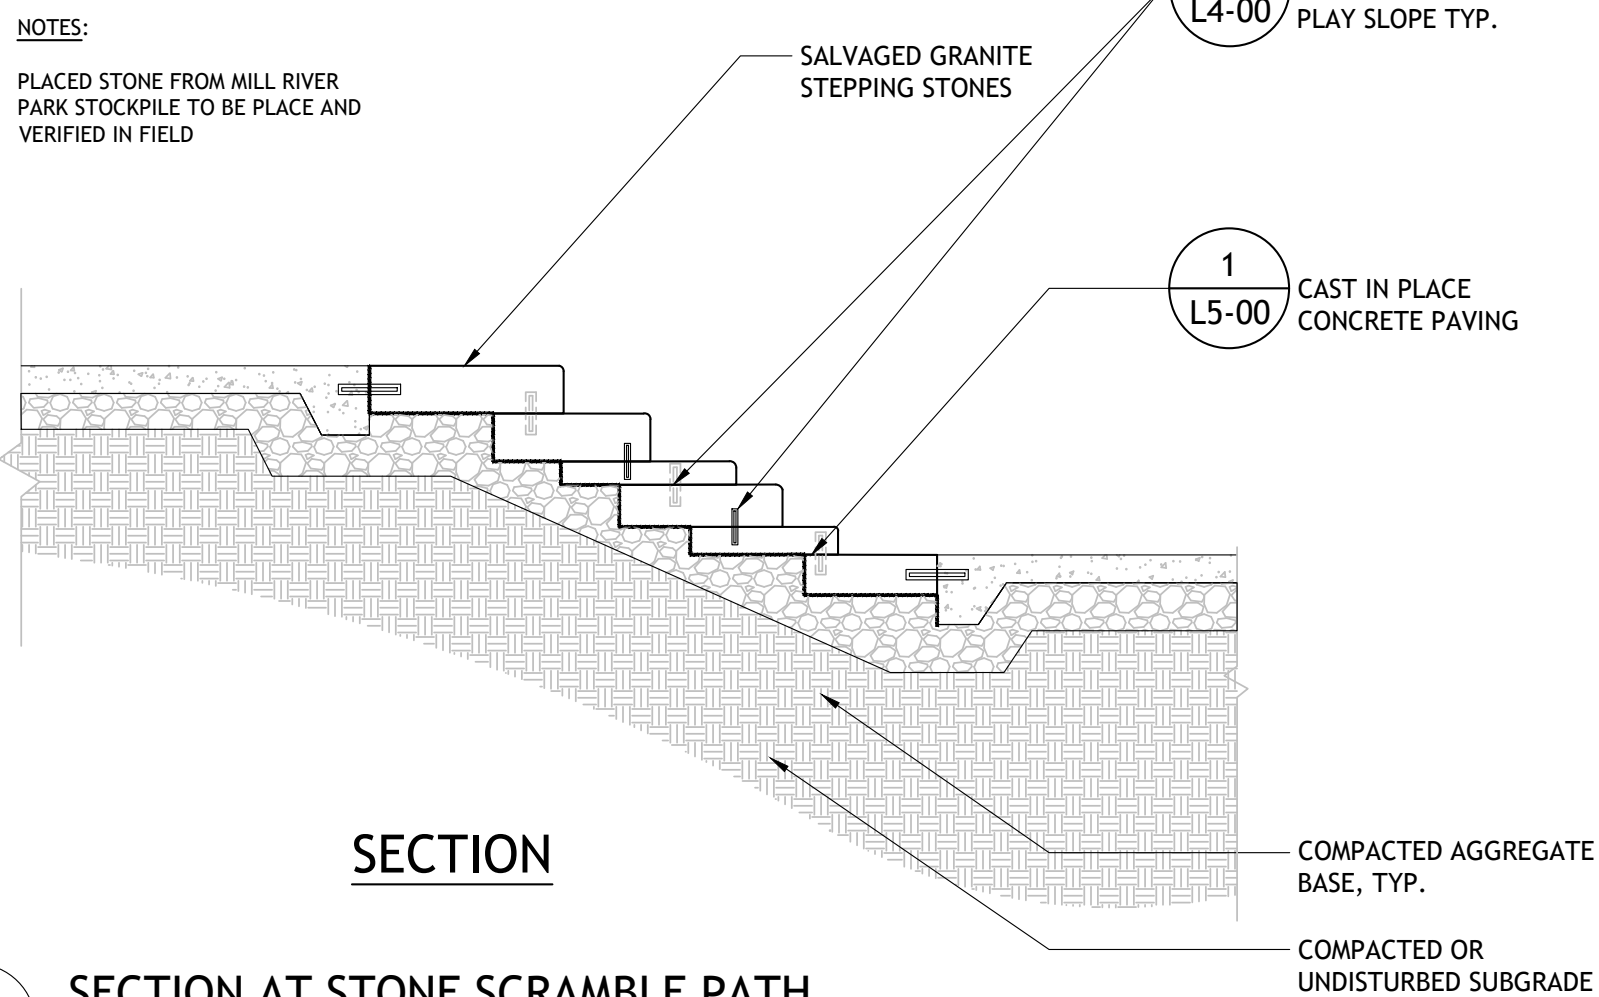 NOTES:
PLACED STONE FROM MILL RIVER
PARK STOCKPILE TO BE PLACE AND
VERIFIED IN FIELD
L4-00
PLAY SLOPE TYP.
SALVAGED GRANITE
STEPPING STONES
1
L5-00
CAST IN PLACE
CONCRETE PAVING
SECTION
COMPACTED AGGREGATE
BASE, TYP.
COMPACTED OR
UNDISTURBED SUBGRADE
SECTION AT STONE SCRAMBLE PATH